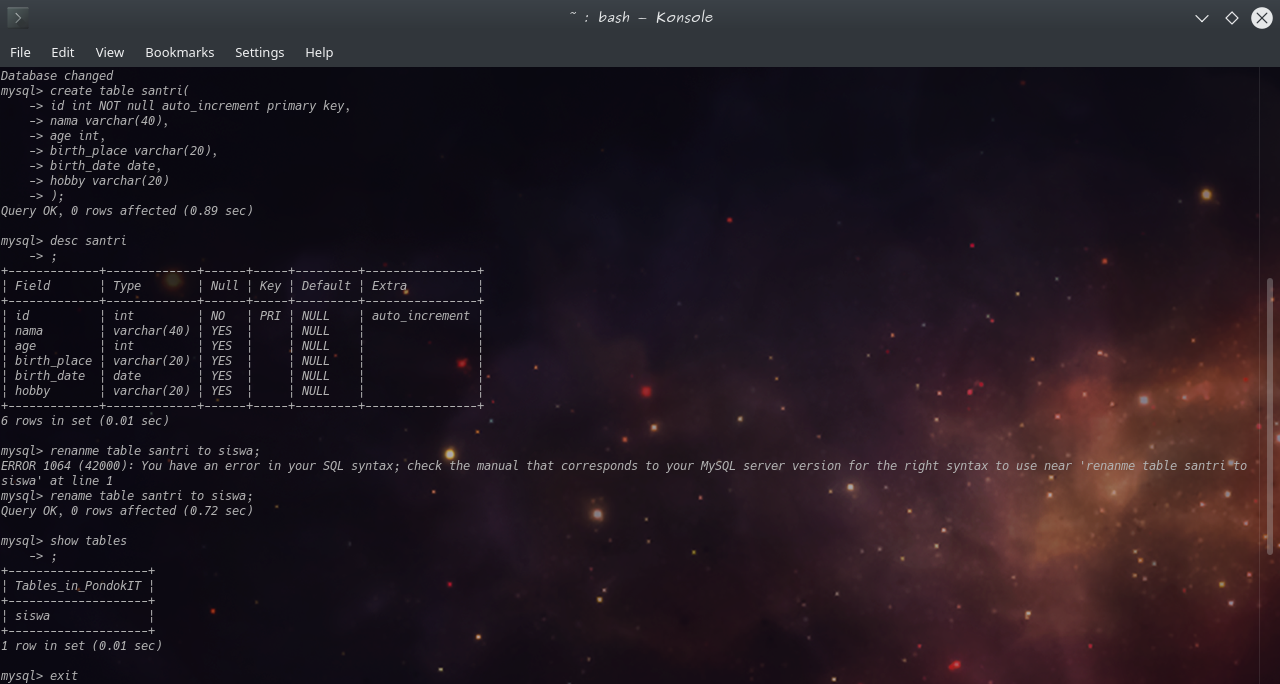 ~ : bash — Konsole
File Edit View Bookmarks Settings Help
Database changed
mysql> create table santri(
    -> id int NOT null auto_increment primary key,
    -> nama varchar(40),
    -> age int,
    -> birth_place varchar(20),
    -> birth_date date,
    -> hobby varchar(20)
    -> );
Query OK, 0 rows affected (0.89 sec)

mysql> desc santri
    -> ;
+-------------+-------------+------+-----+---------+----------------+
| Field       | Type        | Null | Key | Default | Extra          |
+-------------+-------------+------+-----+---------+----------------+
| id          | int         | NO   | PRI | NULL    | auto_increment |
| nama        | varchar(40) | YES  |     | NULL    |                |
| age         | int         | YES  |     | NULL    |                |
| birth_place | varchar(20) | YES  |     | NULL    |                |
| birth_date  | date        | YES  |     | NULL    |                |
| hobby       | varchar(20) | YES  |     | NULL    |                |
+-------------+-------------+------+-----+---------+----------------+
6 rows in set (0.01 sec)

mysql> renanme table santri to siswa;
ERROR 1064 (42000): You have an error in your SQL syntax; check the manual that corresponds to your MySQL server version for the right syntax to use near 'renanme table santri to
siswa' at line 1
mysql> rename table santri to siswa;
Query OK, 0 rows affected (0.72 sec)

mysql> show tables
    -> ;
+--------------------+
| Tables_in_PondokIT |
+--------------------+
| siswa              |
+--------------------+
1 row in set (0.01 sec)

mysql> exit